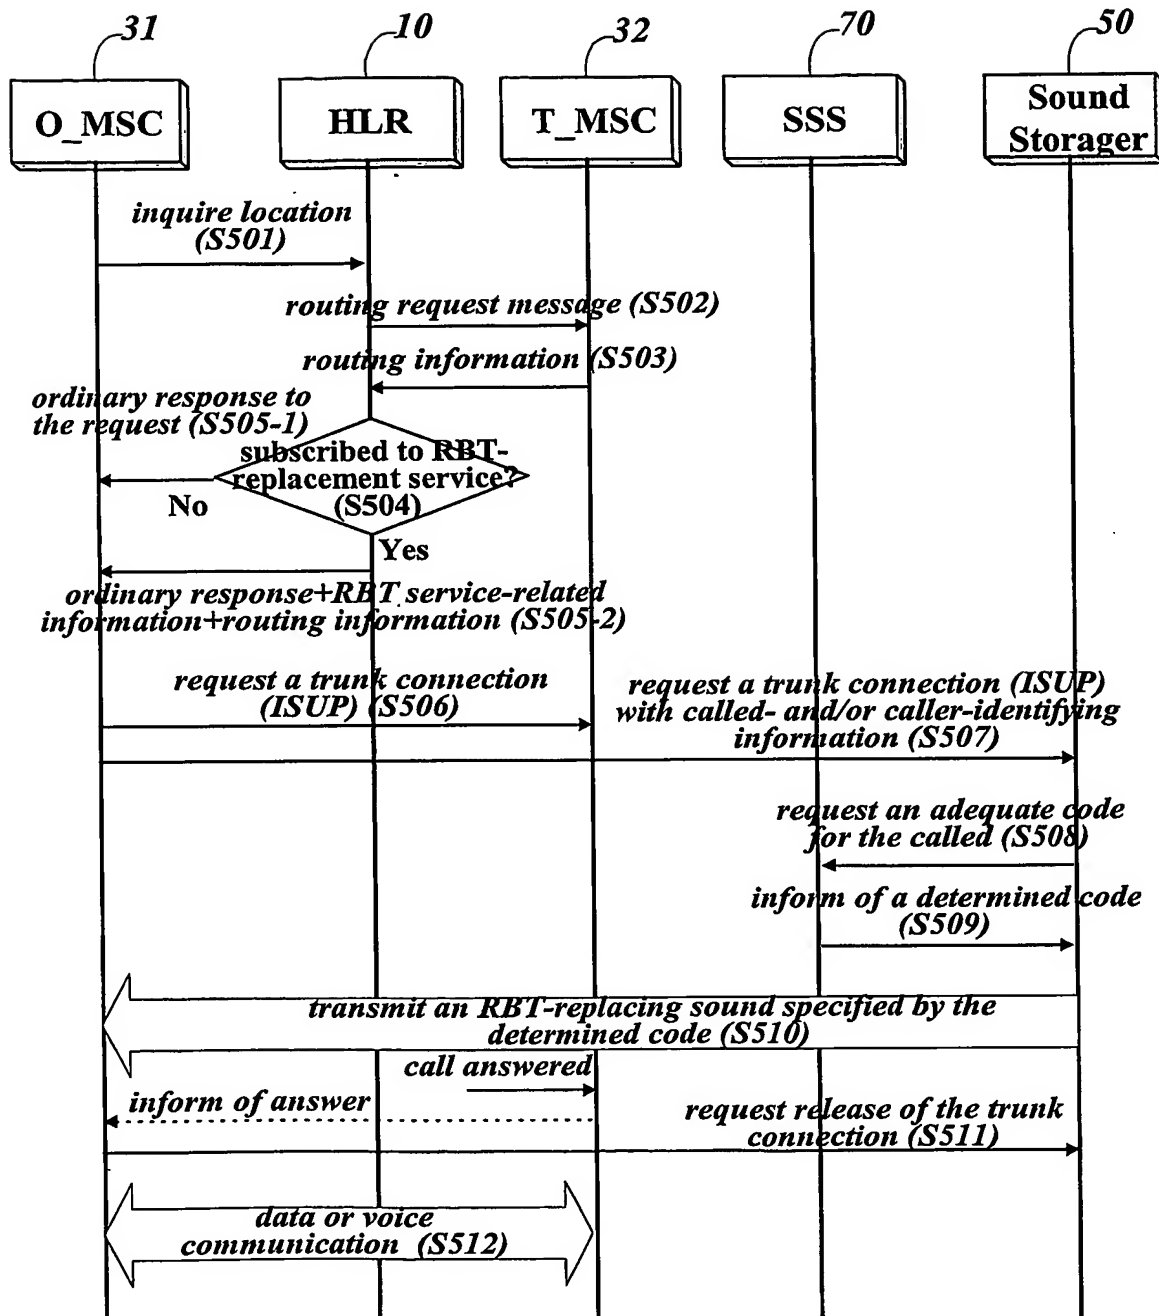 31
10
32
70
50
O_MSC
HLR
T_MSC
SSS
Sound
Storager
inquire location
(S501)
routing request message (S502)
routing information (S503)
ordinary response to
the request (S505-1)
subscribed to RBT-
replacement service?
(S504)
No
Yes
ordinary response+RBT service-related
information+routing information (S505-2)
request a trunk connection
(ISUP) (S506)
request a trunk connection (ISUP)
with called- and/or caller-identifying
information (S507)
request an adequate code
for the called (S508)
inform of a determined code
(S509)
transmit an RBT-replacing sound specified by the
determined code (S510)
call answered
inform of answer
request release of the trunk
connection (S511)
data or voice
communication (S512)